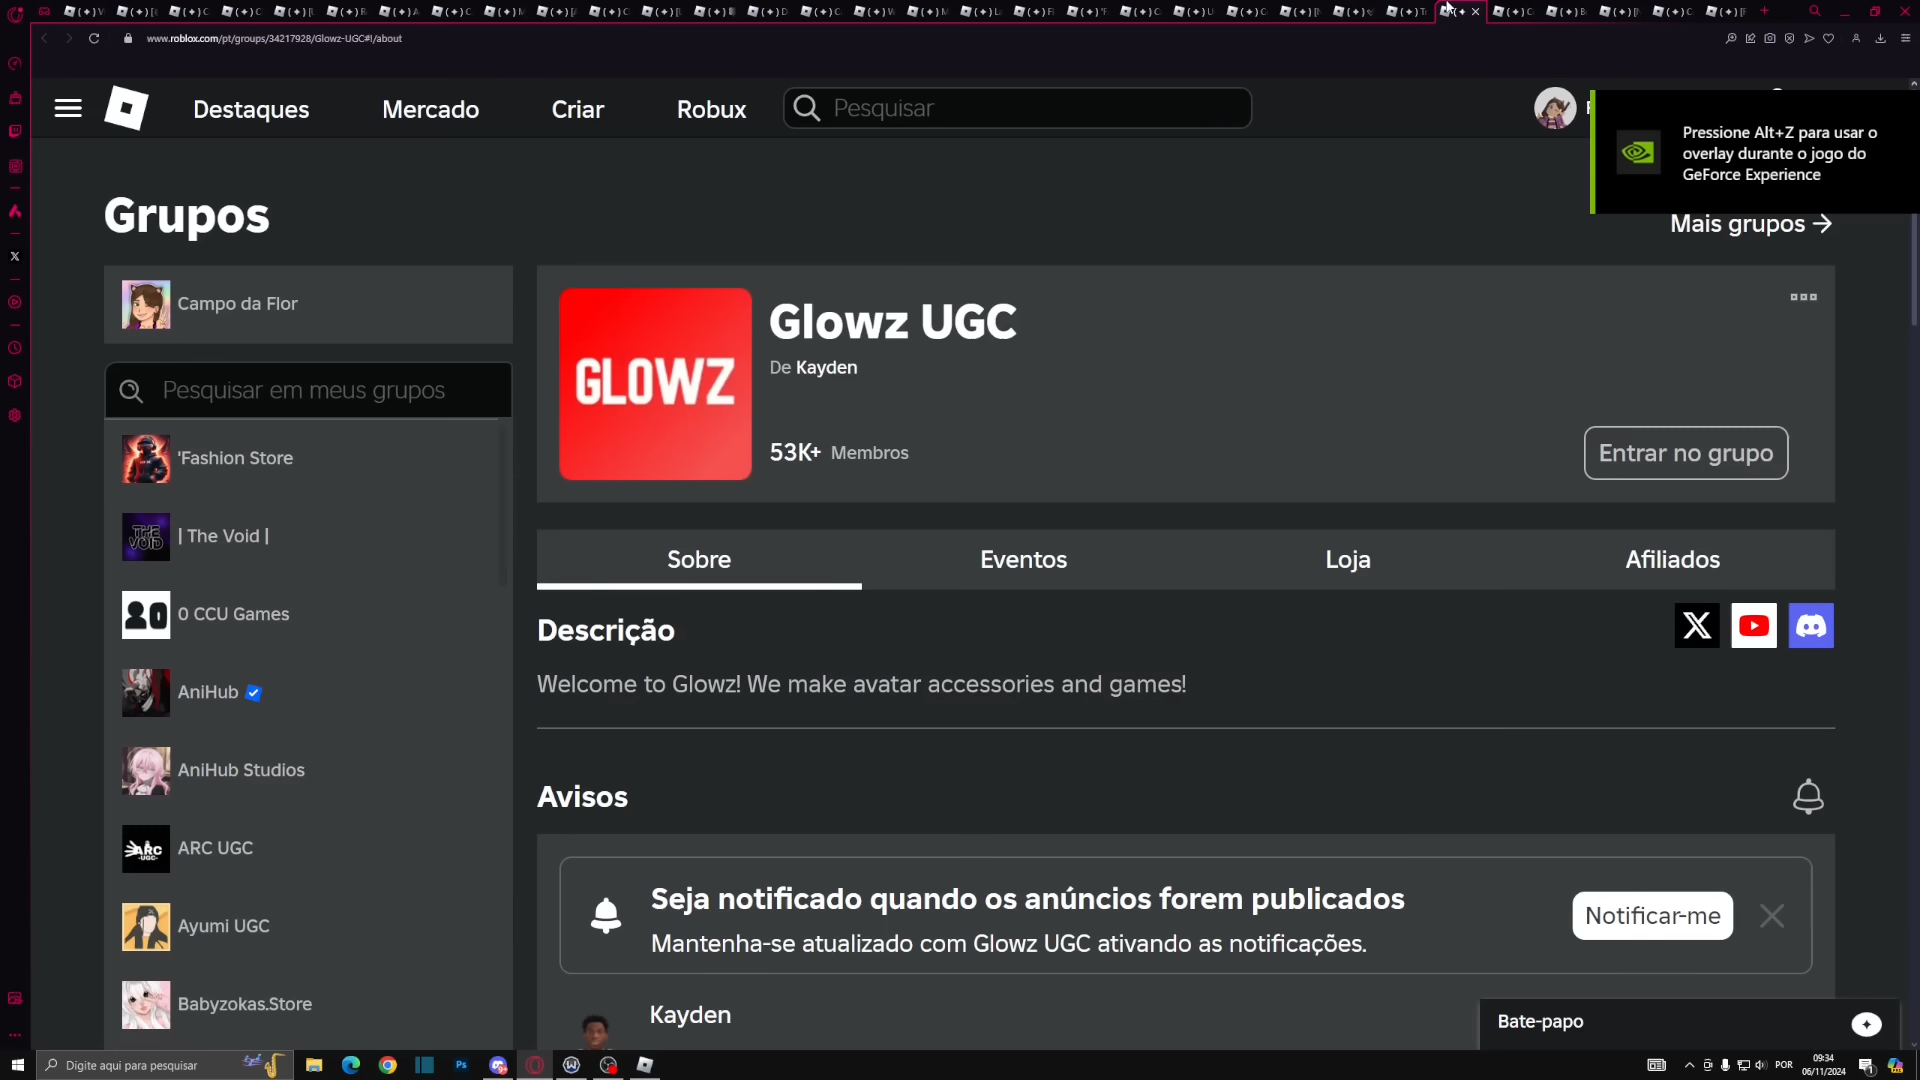 www.roblox.com/pt/groups/34217928/Glowz-UGC#!/about
Destaques
Mercado
Criar
Robux
Pesquisar
Pressione Alt+Z para usar o
overlay durante o jogo do
GeForce Experience
Grupos
Mais grupos
Campo da Flor
Pesquisar em meus grupos
'Fashion Store
THE VOID
| The Void |
0 CCU Games
AniHub
AniHub Studios
ARC
UGC
ARC UGC
Ayumi UGC
Babyzokas.Store
GLOWZ
Glowz UGC
De Kayden
53K+ Membros
Entrar no grupo
Sobre
Eventos
Loja
Afiliados
Descrição
Welcome to Glowz! We make avatar accessories and games!
Avisos
Seja notificado quando os anúncios forem publicados
Mantenha-se atualizado com Glowz UGC ativando as notificações.
Notificar-me
Kayden
Bate-papo
Digite aqui para pesquisar
Ps
POR
09:34
06/11/2024